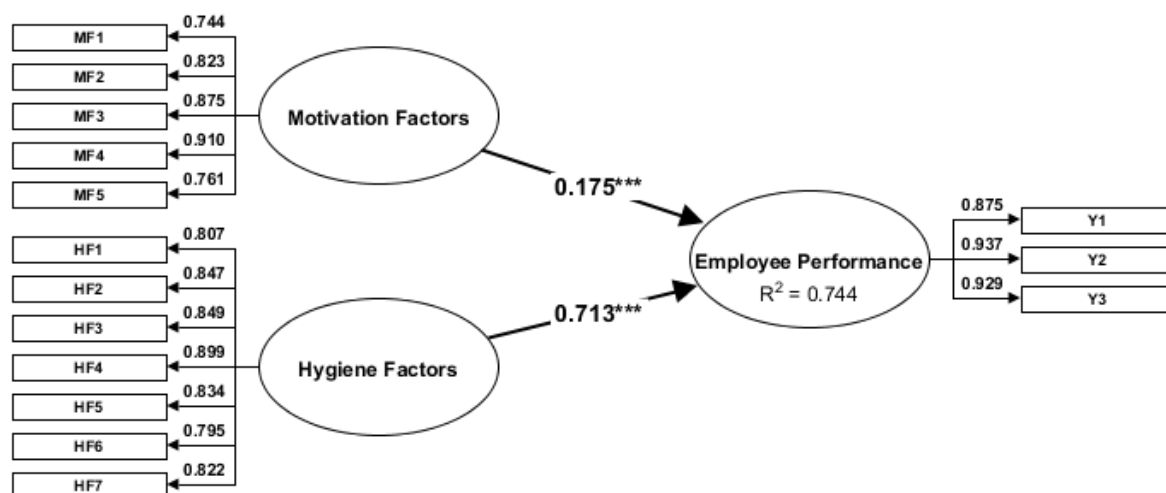 0.744
MF1
0.823
MF2
0.875
MF3
0.910
MF4
0.761
MF5
Motivation Factors
0.175***
0.807
HF1
0.847
HF2
0.849
HF3
0.899
HF4
0.834
HF5
0.795
HF6
0.822
HF7
Hygiene Factors
0.713***
Employee Performance
R² = 0.744
0.875
Y1
0.937
Y2
0.929
Y3